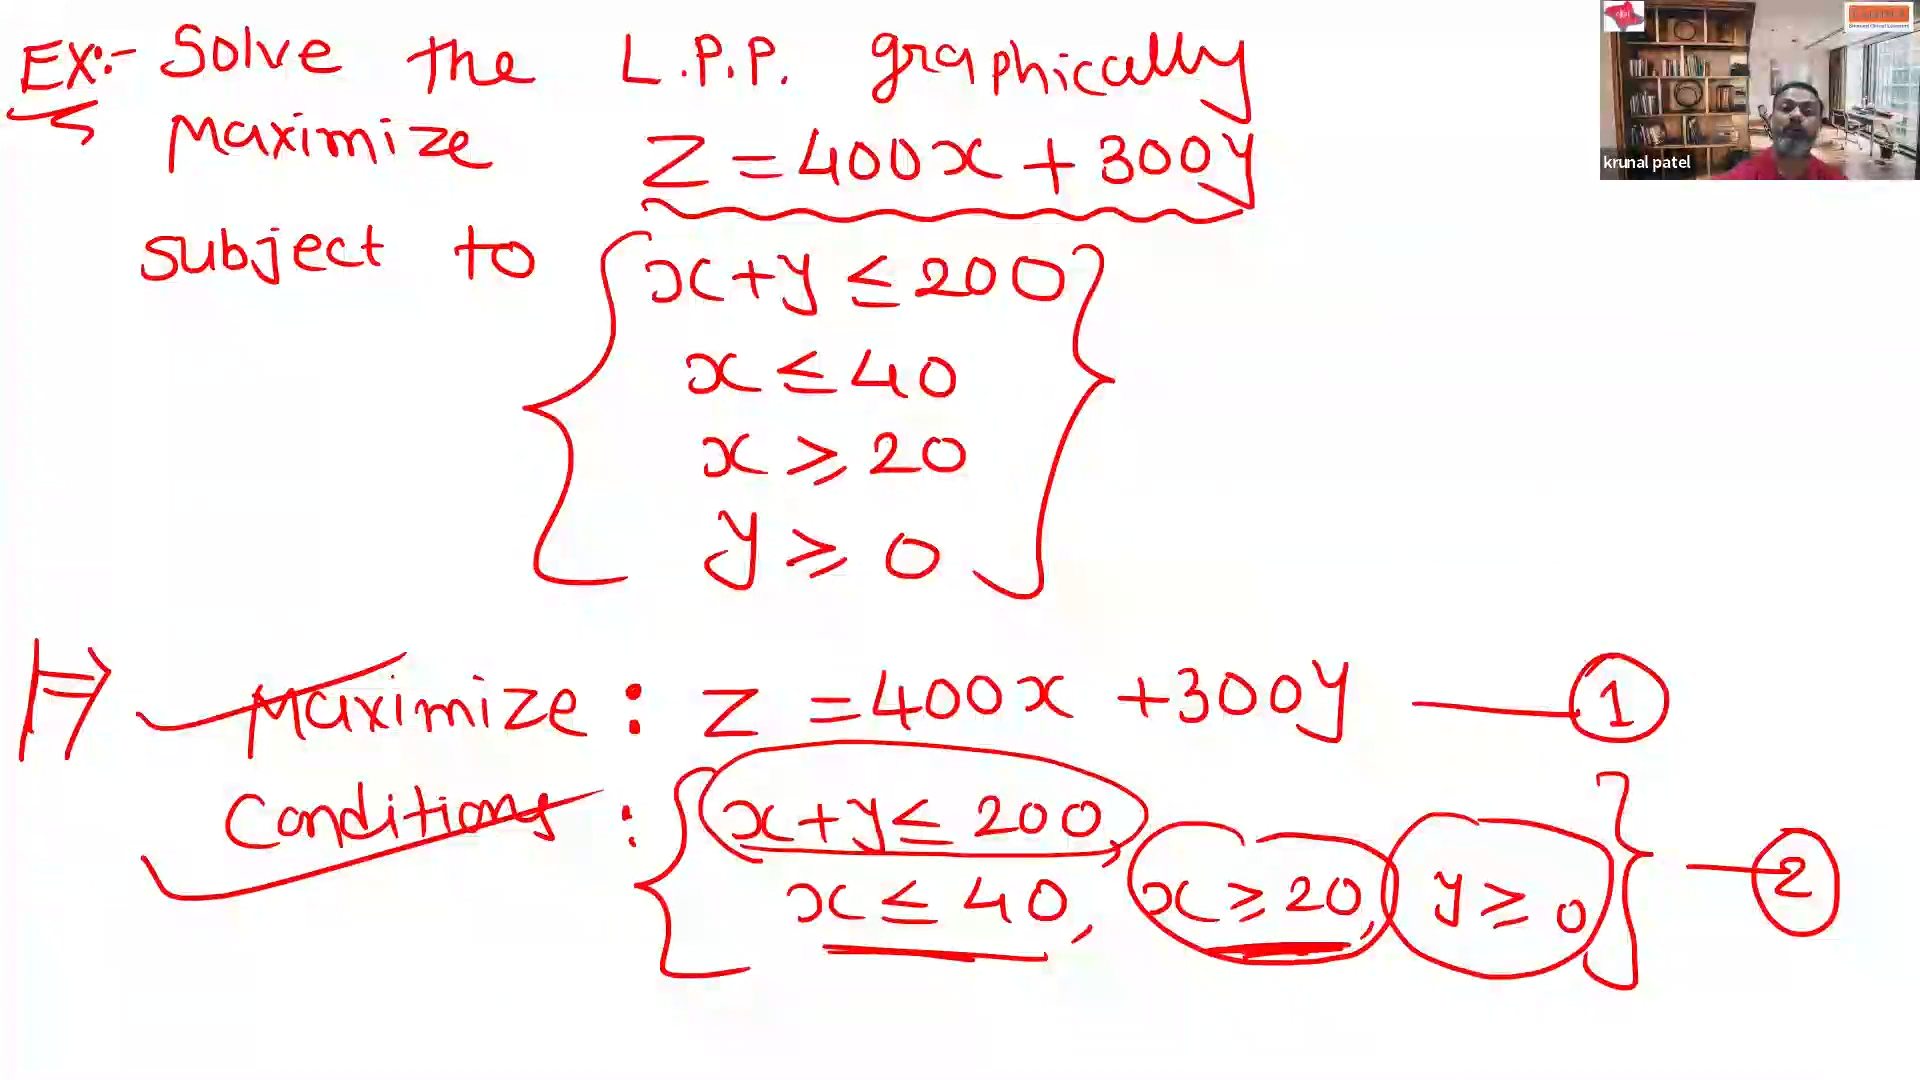 Ex:- Solve the L.P.P. graphically
Maximize Z = 400x + 300y
subject to x+y ≤ 200
x ≤ 40
x ≥ 20
y ≥ 0
Maximize : Z = 400x + 300y — 1
Conditions : x+y ≤ 200,
x ≤ 40, x ≥ 20, y ≥ 0 — 2
krunal patel